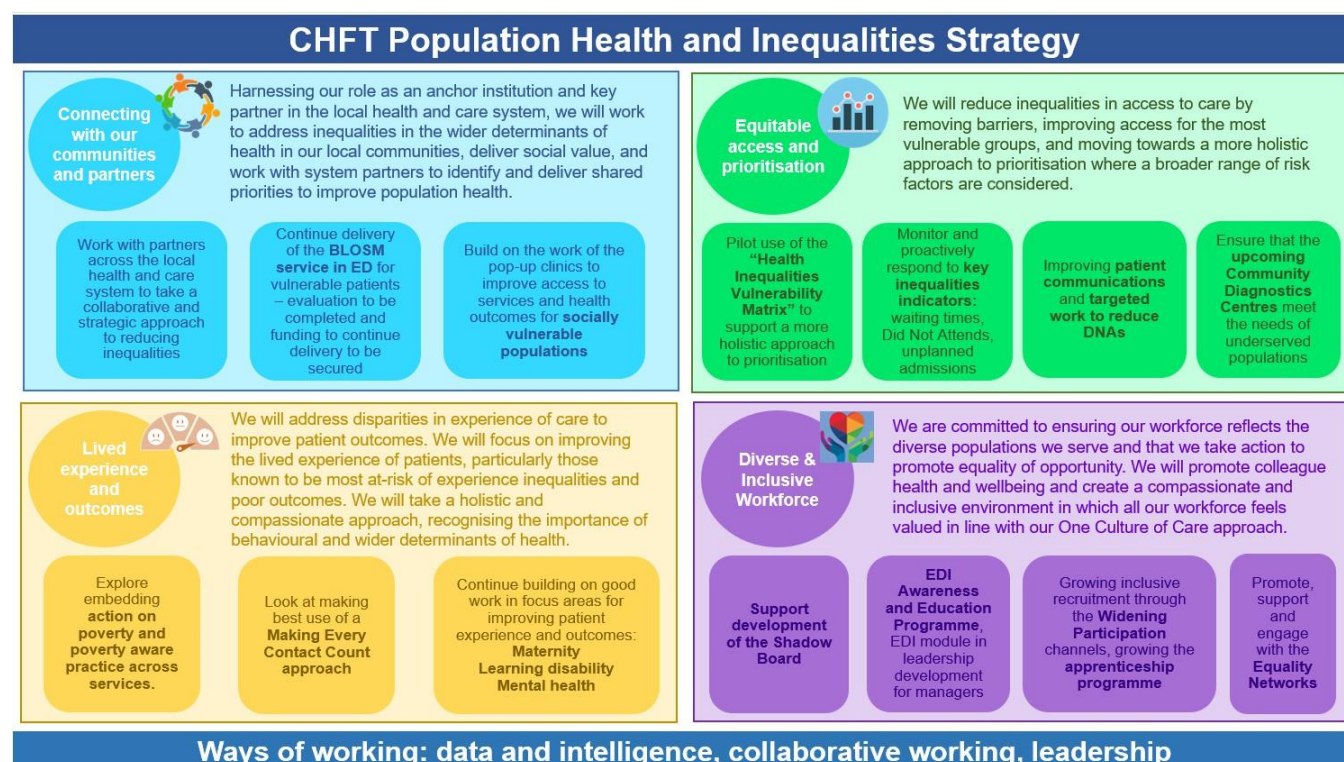 CHFT Population Health and Inequalities Strategy
Connecting
with our
communities
and partners
Harnessing our role as an anchor institution and key
partner in the local health and care system, we will work
to address inequalities in the wider determinants of
health in our local communities, deliver social value, and
work with system partners to identify and deliver shared
priorities to improve population health.
Work with partners
across the local
health and care
system to take a
collaborative and
strategic approach
to reducing
inequalities
Continue delivery
of the BLOSM
service in ED for
vulnerable patients
– evaluation to be
completed and
funding to continue
delivery to be
secured
Build on the work of the
pop-up clinics to
improve access to
services and health
outcomes for socially
vulnerable
populations
Equitable
access and
prioritisation
We will reduce inequalities in access to care by
removing barriers, improving access for the most
vulnerable groups, and moving towards a more holistic
approach to prioritisation where a broader range of risk
factors are considered.
Pilot use of the
“Health
Inequalities
Vulnerability
Matrix” to
support a more
holistic approach
to prioritisation
Monitor and
proactively
respond to key
inequalities
indicators:
waiting times,
Did Not Attends,
unplanned
admissions
Improving patient
communications
and targeted
work to reduce
DNAs
Ensure that the
upcoming
Community
Diagnostics
Centres meet
the needs of
underserved
populations
Lived
experience
and
outcomes
We will address disparities in experience of care to
improve patient outcomes. We will focus on improving
the lived experience of patients, particularly those
known to be most at-risk of experience inequalities and
poor outcomes. We will take a holistic and
compassionate approach, recognising the importance of
behavioural and wider determinants of health.
Explore
embedding
action on
poverty and
poverty aware
practice across
services.
Look at making
best use of a
Making Every
Contact Count
approach
Continue building on good
work in focus areas for
improving patient
experience and outcomes:
Maternity
Learning disability
Mental health
Diverse &
Inclusive
Workforce
We are committed to ensuring our workforce reflects the
diverse populations we serve and that we take action to
promote equality of opportunity. We will promote colleague
health and wellbeing and create a compassionate and
inclusive environment in which all our workforce feels
valued in line with our One Culture of Care approach.
Support
development
of the Shadow
Board
EDI
Awareness
and Education
Programme,
EDI module in
leadership
development
for managers
Growing inclusive
recruitment through
the Widening
Participation
channels, growing the
apprenticeship
programme
Promote,
support
and
engage
with the
Equality
Networks
Ways of working: data and intelligence, collaborative working, leadership